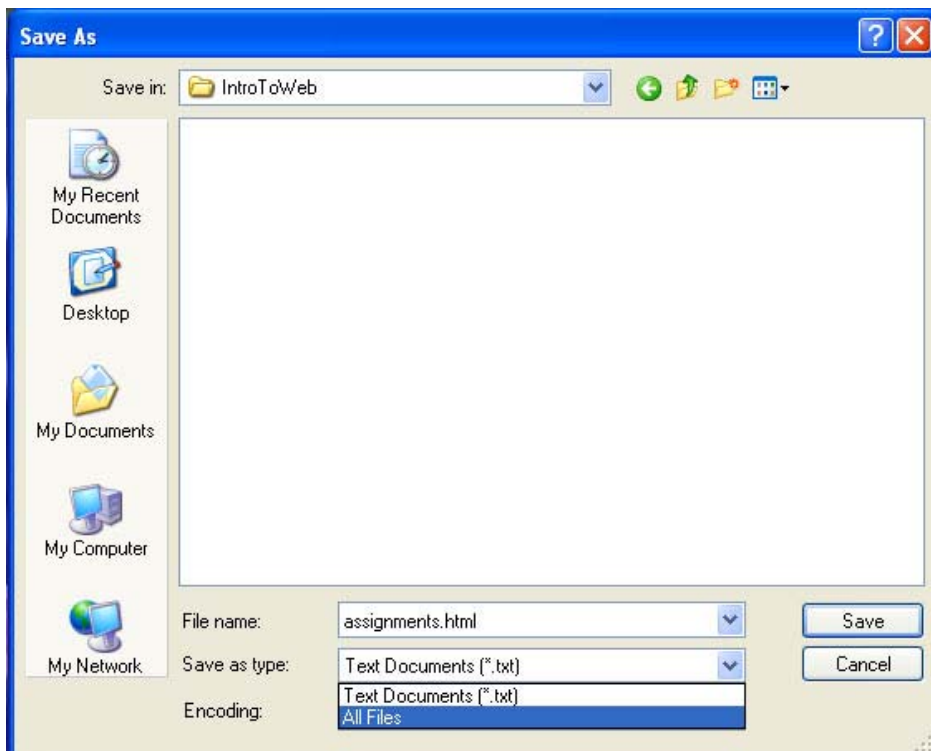 Save As
Save in:
IntroToWeb
My Recent
Documents
Desktop
My Documents
My Computer
My Network
File name:
assignments.html
Save
Save as type:
Text Documents (*.txt)
Cancel
Text Documents (*.txt)
All Files
Encoding: